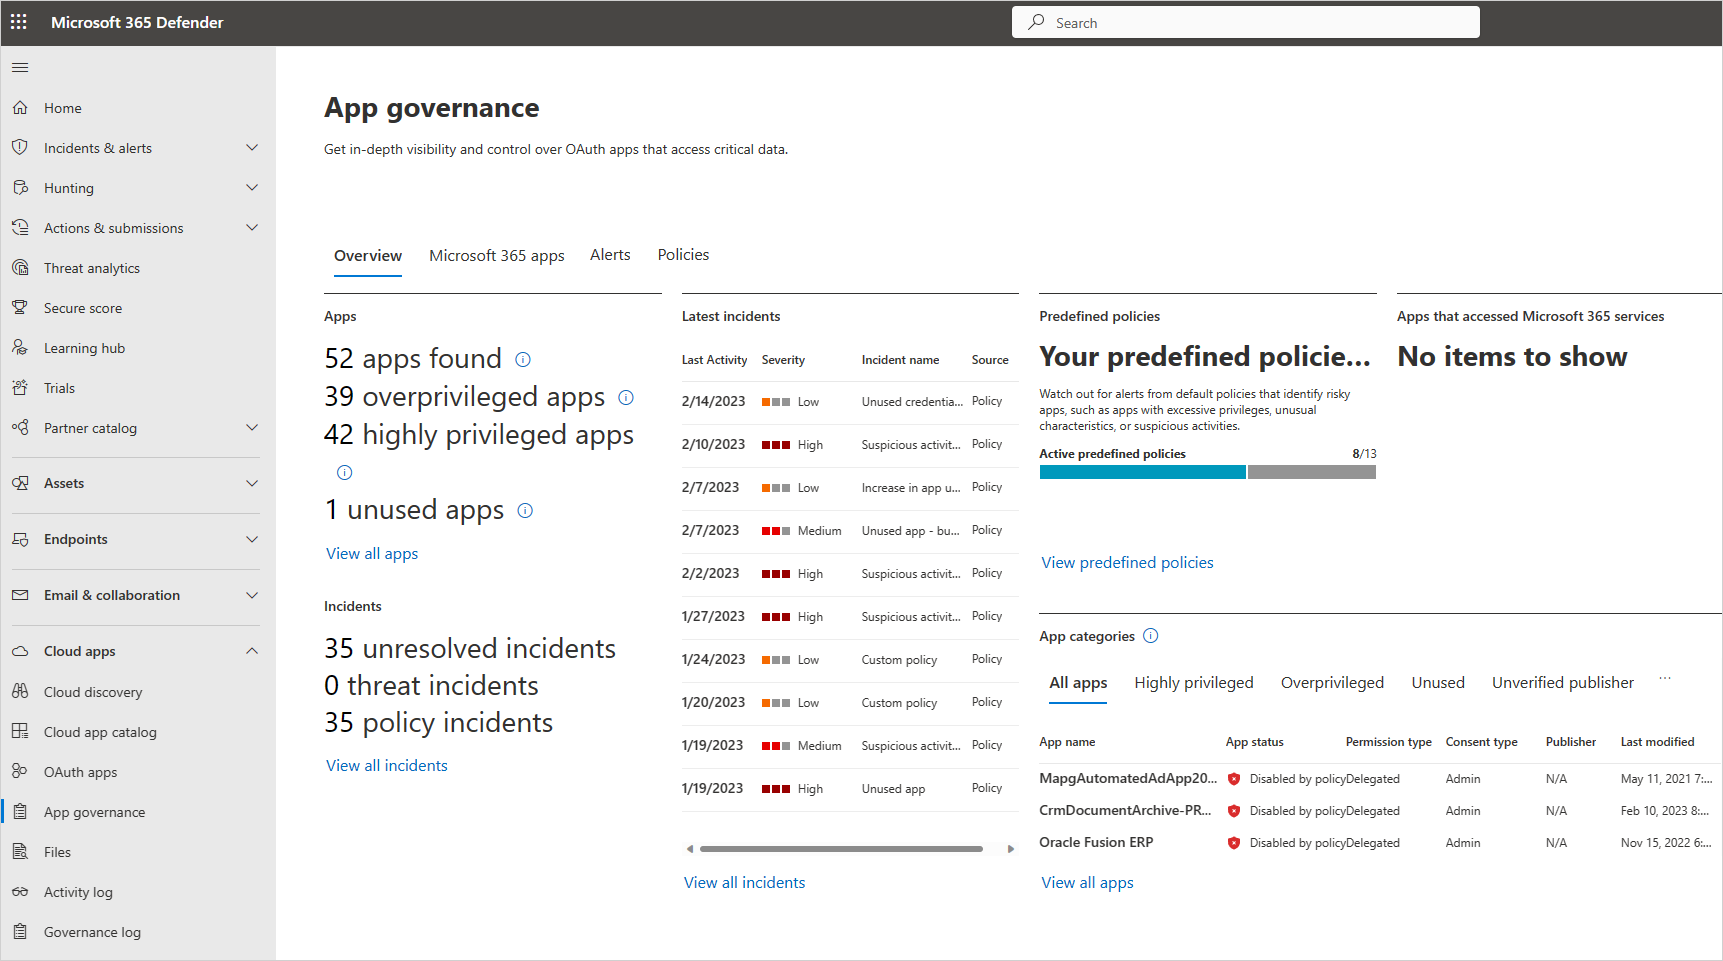 Microsoft 365 Defender
Search
Home
Incidents & alerts
Hunting
Actions & submissions
Threat analytics
Secure score
Learning hub
Trials
Partner catalog
Assets
Endpoints
Email & collaboration
Cloud apps
Cloud discovery
Cloud app catalog
OAuth apps
App governance
Files
Activity log
Governance log
App governance
Get in-depth visibility and control over OAuth apps that access critical data.
Overview Microsoft 365 apps Alerts Policies
Apps
52 apps found
39 overprivileged apps
42 highly privileged apps
1 unused apps
View all apps
Incidents
35 unresolved incidents
0 threat incidents
35 policy incidents
View all incidents
Latest incidents
Last Activity Severity Incident name Source
2/14/2023 Low Unused credentia... Policy
2/10/2023 High Suspicious activit... Policy
2/7/2023 Low Increase in app u... Policy
2/7/2023 Medium Unused app - bu... Policy
2/2/2023 High Suspicious activit... Policy
1/27/2023 High Suspicious activit... Policy
1/24/2023 Low Custom policy Policy
1/20/2023 Low Custom policy Policy
1/19/2023 Medium Suspicious activit... Policy
1/19/2023 High Unused app Policy
View all incidents
Predefined policies
Your predefined policie...
Watch out for alerts from default policies that identify risky
apps, such as apps with excessive privileges, unusual
characteristics, or suspicious activities.
Active predefined policies 8/13
View predefined policies
Apps that accessed Microsoft 365 services
No items to show
App categories
All apps Highly privileged Overprivileged Unused Unverified publisher ...
App name App status Permission type Consent type Publisher Last modified
MapgAutomatedAdApp20... Disabled by policy Delegated Admin N/A May 11, 2021 7:...
CrmDocumentArchive-PR... Disabled by policy Delegated Admin N/A Feb 10, 2023 8:...
Oracle Fusion ERP Disabled by policy Delegated Admin N/A Nov 15, 2022 6:...
View all apps